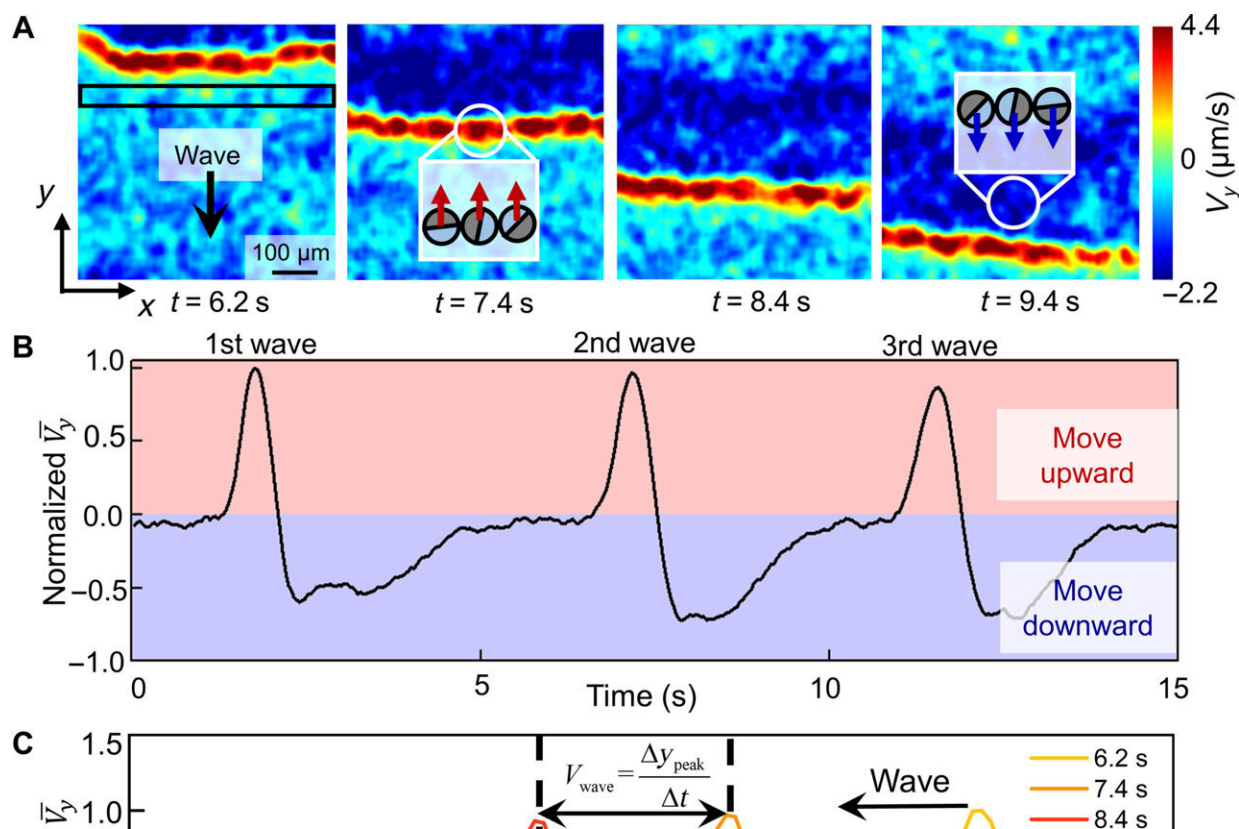 A
Wave
y
x
100 µm
t = 6.2 s
t = 7.4 s
t = 8.4 s
t = 9.4 s
4.4
0
−2.2
V_y (µm/s)
B
1st wave
2nd wave
3rd wave
Normalized V̅_y
1.0
0.5
0.0
−0.5
−1.0
Move
upward
Move
downward
0
5
10
15
Time (s)
C
1.5
1.0
V̅_y
V_wave = Δy_peak / Δt
Wave
6.2 s
7.4 s
8.4 s